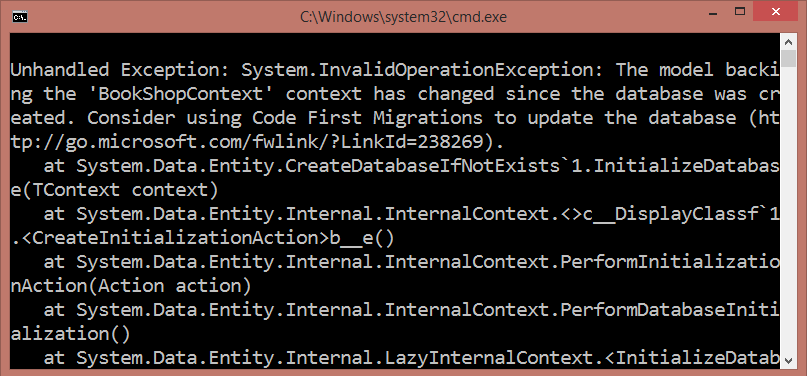 C:\Windows\system32\cmd.exe
Unhandled Exception: System.InvalidOperationException: The model backi
ng the 'BookShopContext' context has changed since the database was cr
eated. Consider using Code First Migrations to update the database (ht
tp://go.microsoft.com/fwlink/?LinkId=238269).
   at System.Data.Entity.CreateDatabaseIfNotExists`1.InitializeDatabas
e(TContext context)
   at System.Data.Entity.Internal.InternalContext.<>c__DisplayClassf`1
.<CreateInitializationAction>b__e()
   at System.Data.Entity.Internal.InternalContext.PerformInitializatio
nAction(Action action)
   at System.Data.Entity.Internal.InternalContext.PerformDatabaseIniti
alization()
   at System.Data.Entity.Internal.LazyInternalContext.<InitializeDatab